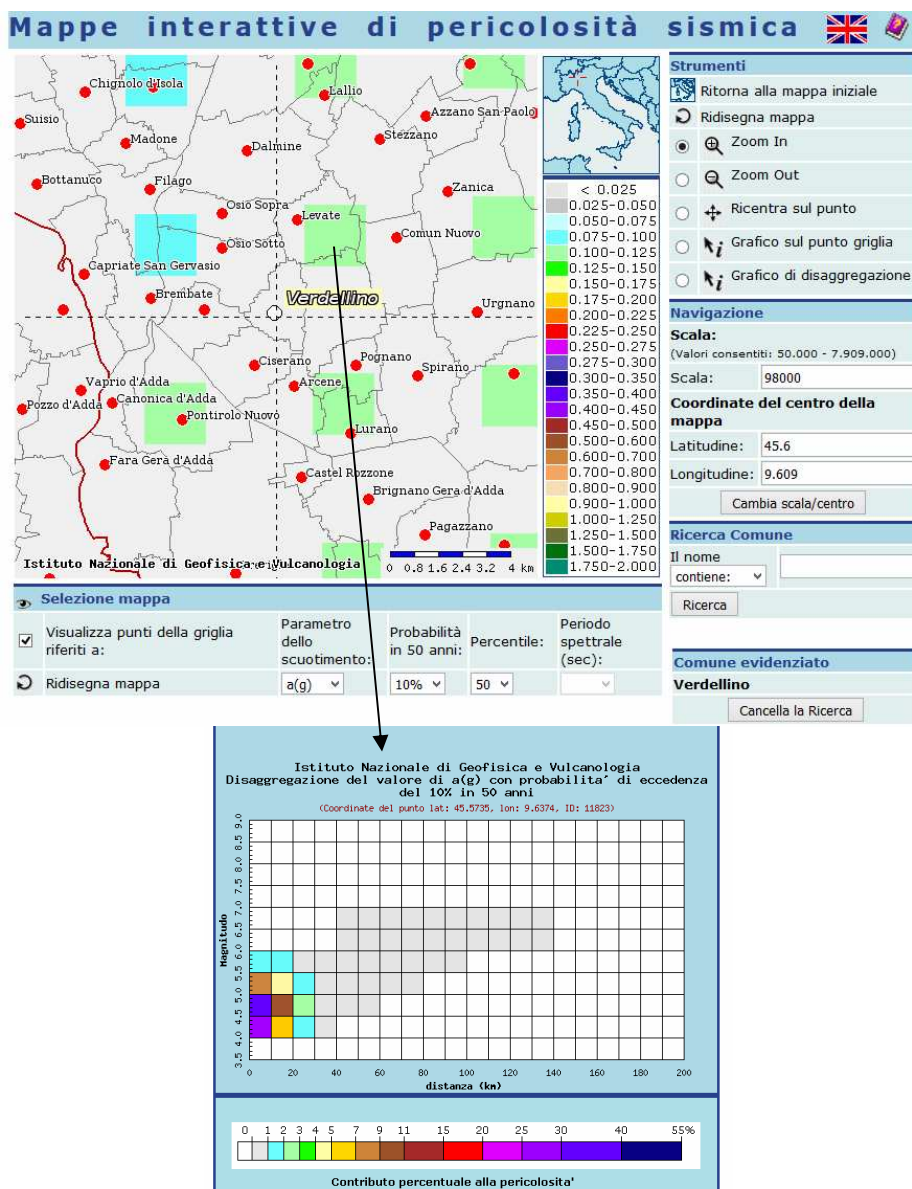 Mappe interattive di pericolosità sismica
Chignolo d'Isola
Lallio
Suisio
Azzano San Paolo
Madone
Dalmine
Stezzano
Bottanuco
Filago
Zanica
Osio Sopra
Levate
Osio Sotto
Comun Nuovo
Capriate San Gervasio
Brembate
Verdellino
Urgnano
Ciserano
Pognano
Spirano
Vaprio d'Adda
Arcene
Pozzo d'Adda
Canonica d'Adda
Pontirolo Nuovo
Lurano
Fara Gera d'Adda
Castel Rozzone
Brignano Gera d'Adda
Pagazzano
Istituto Nazionale di Geofisica e Vulcanologia
0 0.8 1.6 2.4 3.2 4 km
< 0.025
0.025-0.050
0.050-0.075
0.075-0.100
0.100-0.125
0.125-0.150
0.150-0.175
0.175-0.200
0.200-0.225
0.225-0.250
0.250-0.275
0.275-0.300
0.300-0.350
0.350-0.400
0.400-0.450
0.450-0.500
0.500-0.600
0.600-0.700
0.700-0.800
0.800-0.900
0.900-1.000
1.000-1.250
1.250-1.500
1.500-1.750
1.750-2.000
Strumenti
Ritorna alla mappa iniziale
Ridisegna mappa
Zoom In
Zoom Out
Ricentra sul punto
Grafico sul punto griglia
Grafico di disaggregazione
Navigazione
Scala:
(Valori consentiti: 50.000 - 7.909.000)
Scala: 98000
Coordinate del centro della
mappa
Latitudine: 45.6
Longitudine: 9.609
Cambia scala/centro
Ricerca Comune
Il nome
contiene:
Ricerca
Comune evidenziato
Verdellino
Cancella la Ricerca
Selezione mappa
Visualizza punti della griglia
riferiti a:
Parametro
dello
scuotimento:
Probabilità
in 50 anni:
Percentile:
Periodo
spettrale
(sec):
Ridisegna mappa
a(g) 10% 50
Istituto Nazionale di Geofisica e Vulcanologia
Disaggregazione del valore di a(g) con probabilita' di eccedenza
del 10% in 50 anni
(Coordinate del punto lat: 45.5735, lon: 9.6374, ID: 11823)
Magnitudo
3.5 4.0 4.5 5.0 5.5 6.0 6.5 7.0 7.5 8.0 8.5 9.0
0 20 40 60 80 100 120 140 160 180 200
distanza (km)
0 1 2 3 4 5 7 9 11 15 20 25 30 40 55%
Contributo percentuale alla pericolosita'